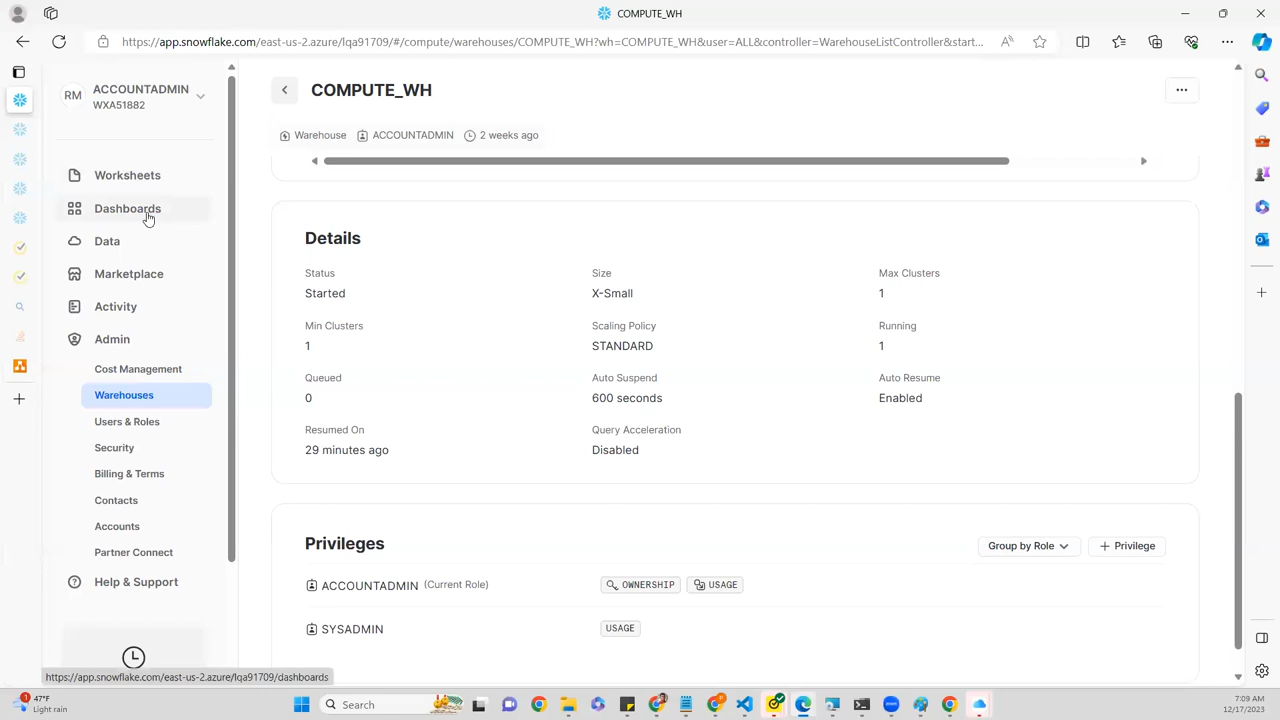 COMPUTE_WH
https://app.snowflake.com/east-us-2.azure/lqa91709/#/compute/warehouses/COMPUTE_WH?wh=COMPUTE_WH&user=ALL&controller=WarehouseListController&start...
RM
ACCOUNTADMIN
WXA51882
Worksheets
Dashboards
Data
Marketplace
Activity
Admin
Cost Management
Warehouses
Users & Roles
Security
Billing & Terms
Contacts
Accounts
Partner Connect
Help & Support
https://app.snowflake.com/east-us-2.azure/lqa91709/dashboards
COMPUTE_WH
Warehouse ACCOUNTADMIN 2 weeks ago
Details
Status Size Max Clusters
Started X-Small 1
Min Clusters Scaling Policy Running
1 STANDARD 1
Queued Auto Suspend Auto Resume
0 600 seconds Enabled
Resumed On Query Acceleration
29 minutes ago Disabled
Privileges Group by Role + Privilege
ACCOUNTADMIN (Current Role) OWNERSHIP USAGE
SYSADMIN USAGE
1 47°F
Light rain
Search
7:09 AM
12/17/2023